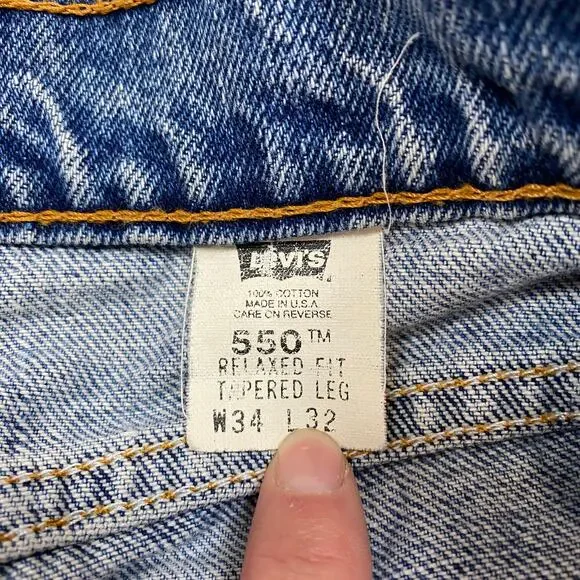 Levi's
100% COTTON
MADE IN U.S.A.
CARE ON REVERSE
550™
RELAXED FIT
TAPERED LEG
W34 L32